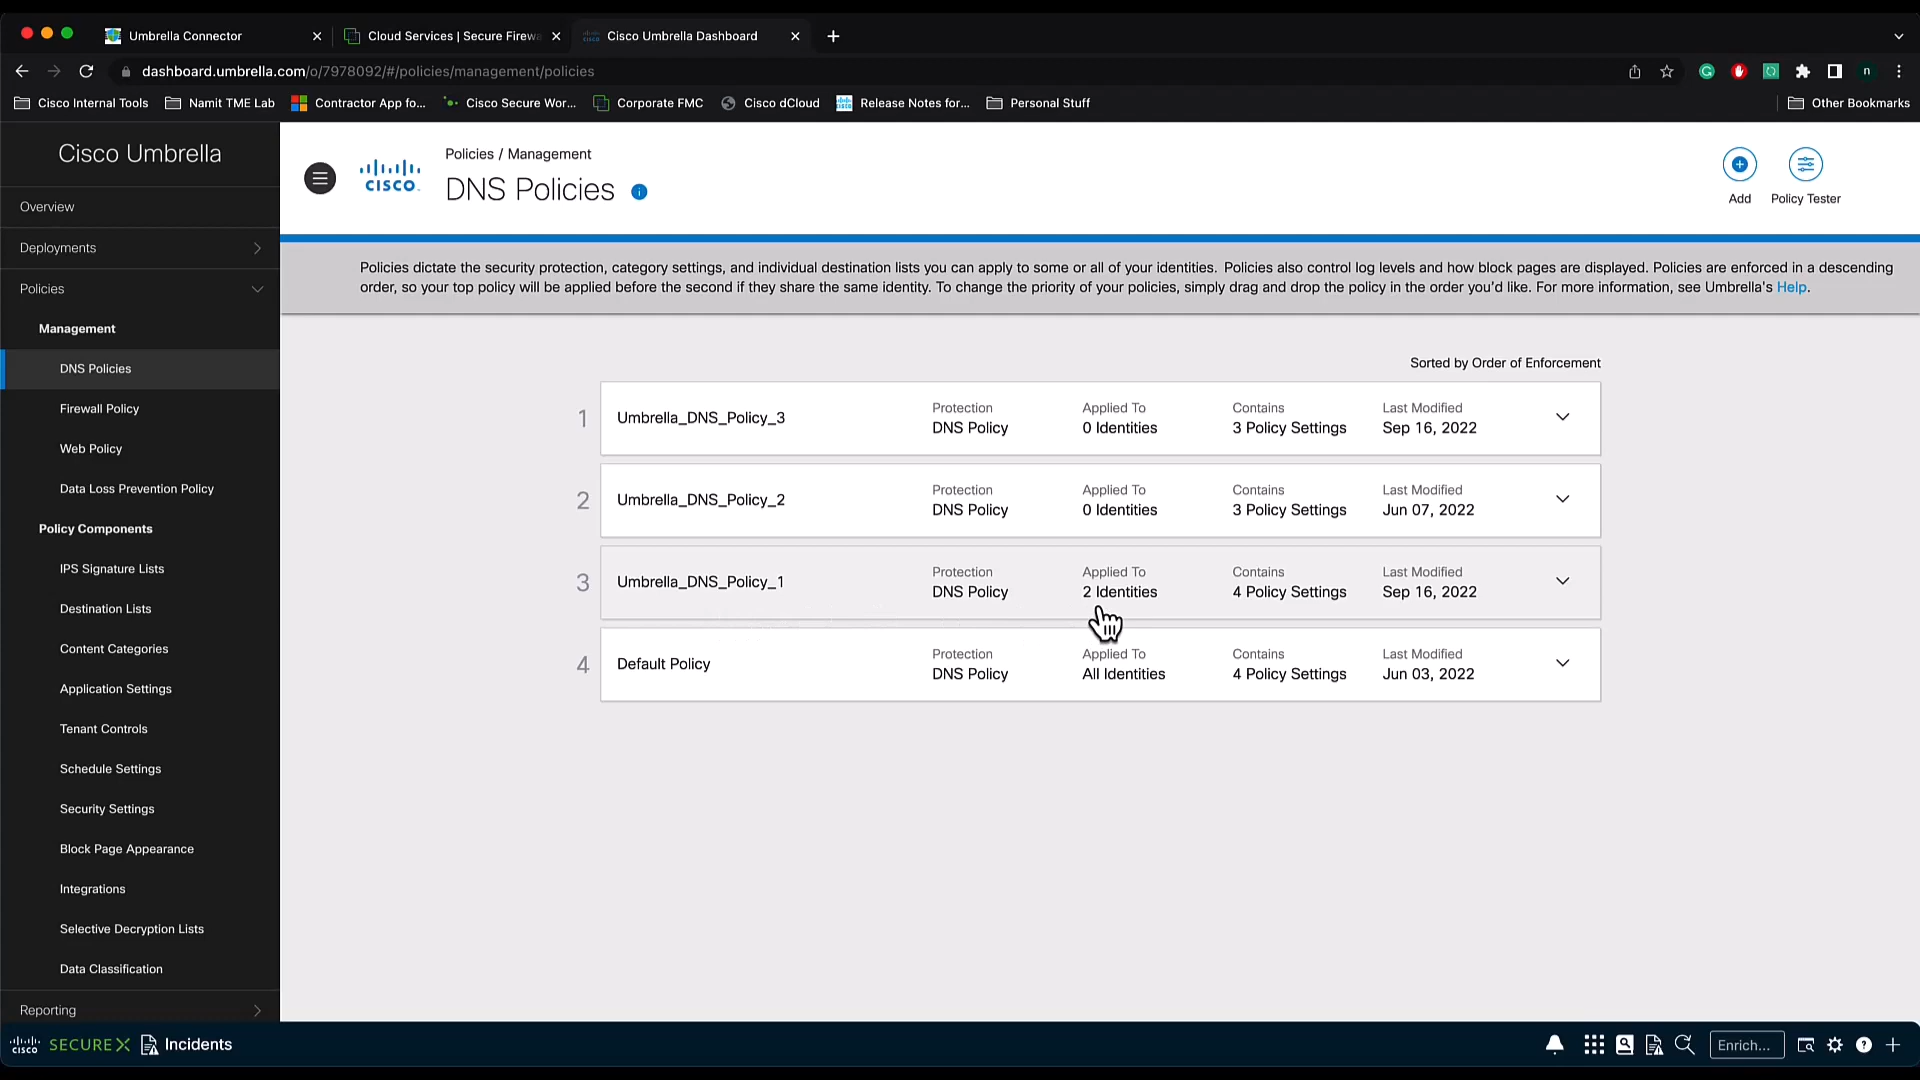 Umbrella Connector
Cloud Services | Secure Firew
Cisco Umbrella Dashboard
dashboard.umbrella.com/o/7978092/#/policies/management/policies
n
Cisco Internal Tools
Namit TME Lab
Contractor App fo...
Cisco Secure Wor...
Corporate FMC
Cisco dCloud
Release Notes for...
Personal Stuff
Other Bookmarks
Cisco Umbrella
Overview
Deployments
Policies
Management
DNS Policies
Firewall Policy
Web Policy
Data Loss Prevention Policy
Policy Components
IPS Signature Lists
Destination Lists
Content Categories
Application Settings
Tenant Controls
Schedule Settings
Security Settings
Block Page Appearance
Integrations
Selective Decryption Lists
Data Classification
Reporting
CISCO
Policies / Management
DNS Policies
Add
Policy Tester
Policies dictate the security protection, category settings, and individual destination lists you can apply to some or all of your identities. Policies also control log levels and how block pages are displayed. Policies are enforced in a descending
order, so your top policy will be applied before the second if they share the same identity. To change the priority of your policies, simply drag and drop the policy in the order you'd like. For more information, see Umbrella's Help.
Sorted by Order of Enforcement
Protection Applied To Contains Last Modified
1 Umbrella_DNS_Policy_3 DNS Policy 0 Identities 3 Policy Settings Sep 16, 2022
Protection Applied To Contains Last Modified
2 Umbrella_DNS_Policy_2 DNS Policy 0 Identities 3 Policy Settings Jun 07, 2022
Protection Applied To Contains Last Modified
3 Umbrella_DNS_Policy_1 DNS Policy 2 Identities 4 Policy Settings Sep 16, 2022
Protection Applied To Contains Last Modified
4 Default Policy DNS Policy All Identities 4 Policy Settings Jun 03, 2022
CISCO SECUREX Incidents
Enrich...